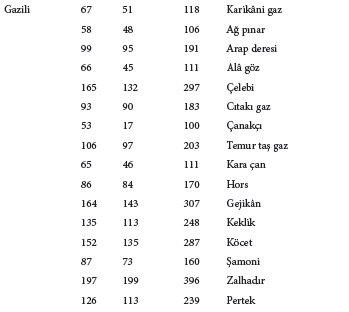 Gazili 67 51 118 Karikâni gaz
58 48 106 Ağ pınar
99 95 191 Arap deresi
66 45 111 Alâ göz
165 132 297 Çelebi
93 90 183 Cıtakı gaz
53 17 100 Çanakçı
106 97 203 Temur taş gaz
65 46 111 Kara çan
86 84 170 Hors
164 143 307 Gejikân
135 113 248 Keklik
152 135 287 Köcet
87 73 160 Şamoni
197 199 396 Zalhadır
126 113 239 Pertek